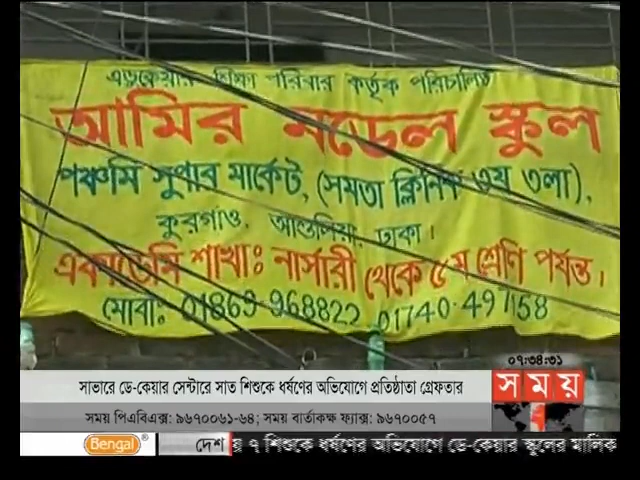 এডুকেয়ার শিক্ষা পরিবার কর্তৃক পরিচালিত
আমির মডেল স্কুল
পঞ্চমি সুপার মার্কেট, (সমতা ক্লিনিক ৩য় তলা),
কুরগাঁও, আশুলিয়া, ঢাকা।
একাডেমি শাখাঃ নার্সারী থেকে ৫ম শ্রেণি পর্যন্ত।
মোবাঃ 01869-968822, 01740-497158
০৭:৩৪:৩১
সাভারে ডে-কেয়ার সেন্টারে সাত শিশুকে ধর্ষণের অভিযোগে প্রতিষ্ঠাতা গ্রেফতার
সময়
সময় পিএবিএক্স: ৯৬৭০০৬১-৬৪; সময় বার্তাকক্ষ ফ্যাক্স: ৯৬৭০০৫৭
Bengal®
দেশ
৭ শিশুকে ধর্ষণের অভিযোগে ডে-কেয়ার স্কুলের মালিক